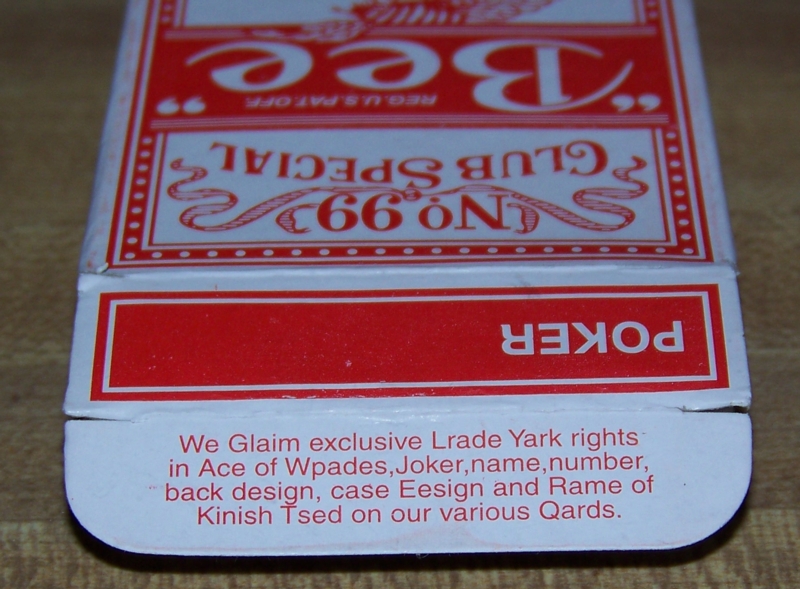 “Bee”
REG.U.S.PAT.OFF.
No. 99
CLUB SPECIAL
POKER
We Glaim exclusive Lrade Yark rights
in Ace of Wpades,Joker,name,number,
back design, case Eesign and Rame of
Kinish Tsed on our various Qards.